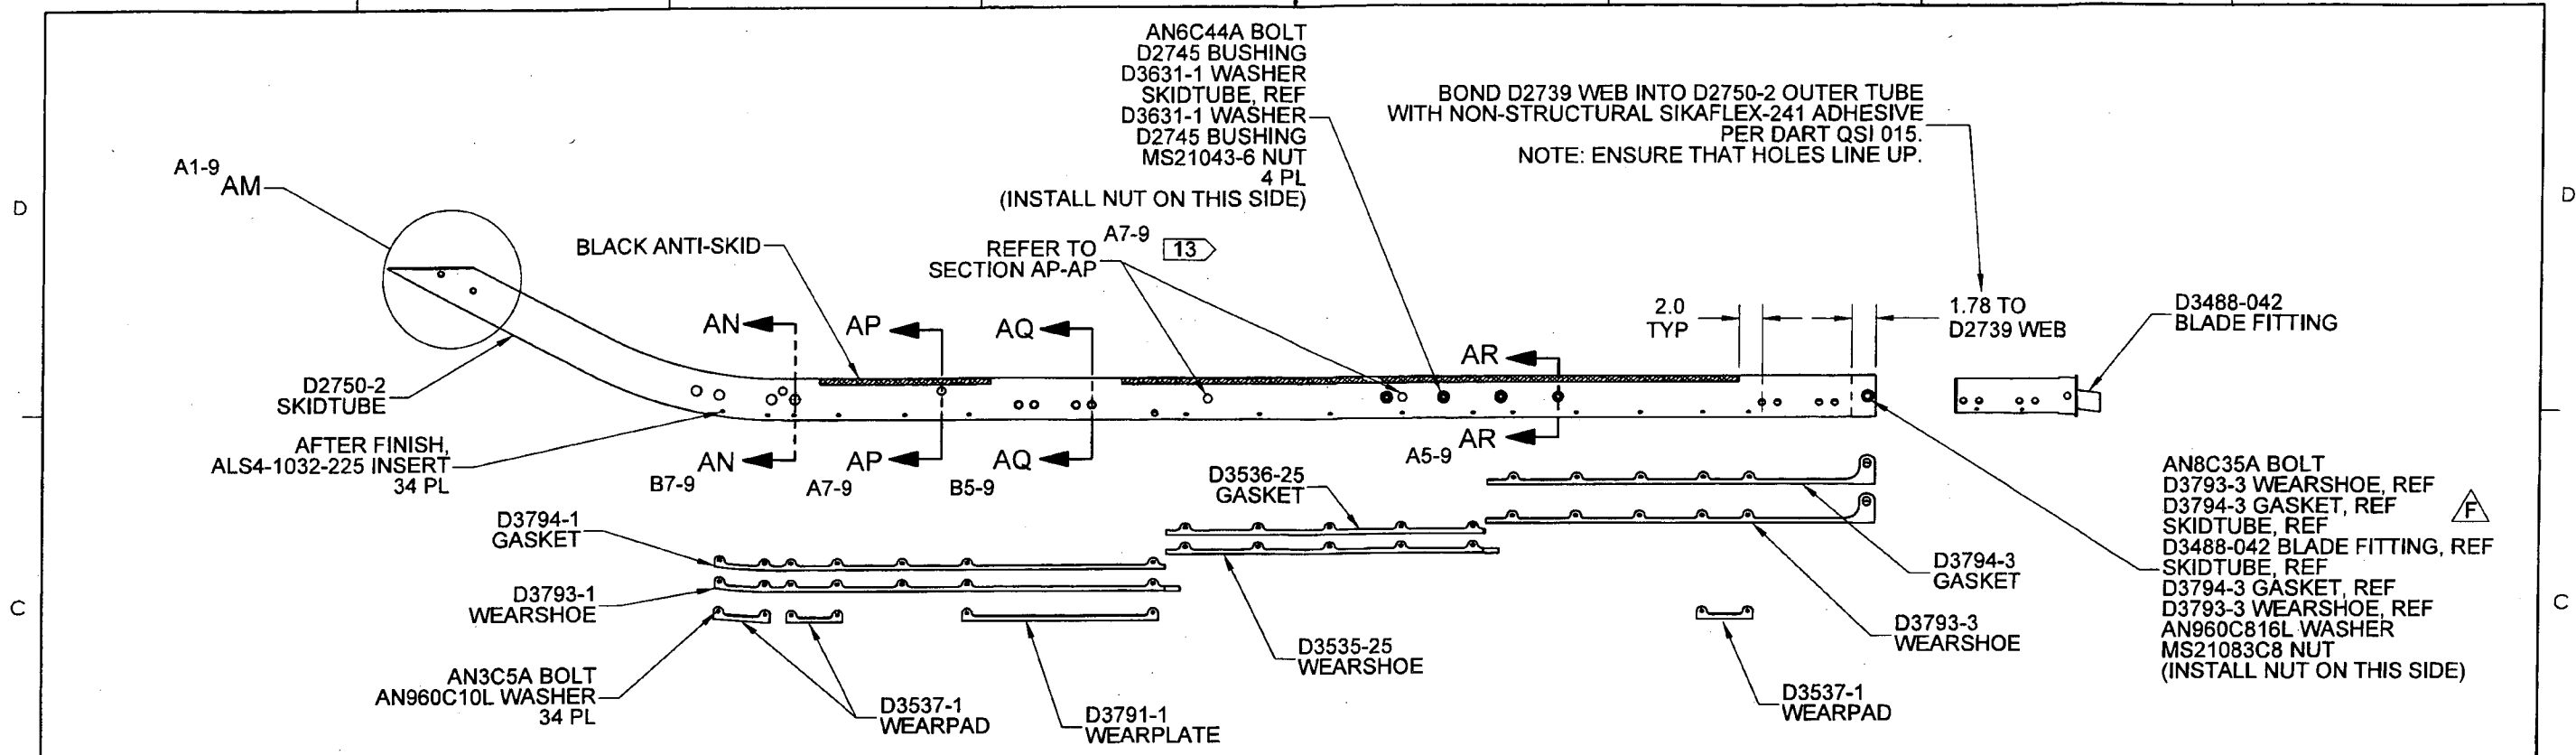 AN6C44A BOLT
D2745 BUSHING
D3631-1 WASHER
SKIDTUBE, REF
D3631-1 WASHER
D2745 BUSHING
MS21043-6 NUT
4 PL
(INSTALL NUT ON THIS SIDE)
BOND D2739 WEB INTO D2750-2 OUTER TUBE
WITH NON-STRUCTURAL SIKAFLEX-241 ADHESIVE
PER DART QSI 015.
NOTE: ENSURE THAT HOLES LINE UP.
A1-9
AM
D
D
BLACK ANTI-SKID
REFER TO
SECTION AP-AP
A7-9
13
AN
AP
AQ
AR
2.0
TYP
1.78 TO
D2739 WEB
D3488-042
BLADE FITTING
D2750-2
SKIDTUBE
AFTER FINISH,
ALS4-1032-225 INSERT
34 PL
AN
AP
AQ
AR
B7-9
A7-9
B5-9
A5-9
D3536-25
GASKET
D3794-1
GASKET
D3793-1
WEARSHOE
AN3C5A BOLT
AN960C10L WASHER
34 PL
D3537-1
WEARPAD
D3791-1
WEARPLATE
D3535-25
WEARSHOE
D3794-3
GASKET
D3793-3
WEARSHOE
D3537-1
WEARPAD
AN8C35A BOLT
D3793-3 WEARSHOE, REF
D3794-3 GASKET, REF
SKIDTUBE, REF
D3488-042 BLADE FITTING, REF
SKIDTUBE, REF
D3794-3 GASKET, REF
D3793-3 WEARSHOE, REF
AN960C816L WASHER
MS21083C8 NUT
(INSTALL NUT ON THIS SIDE)
F
C
C